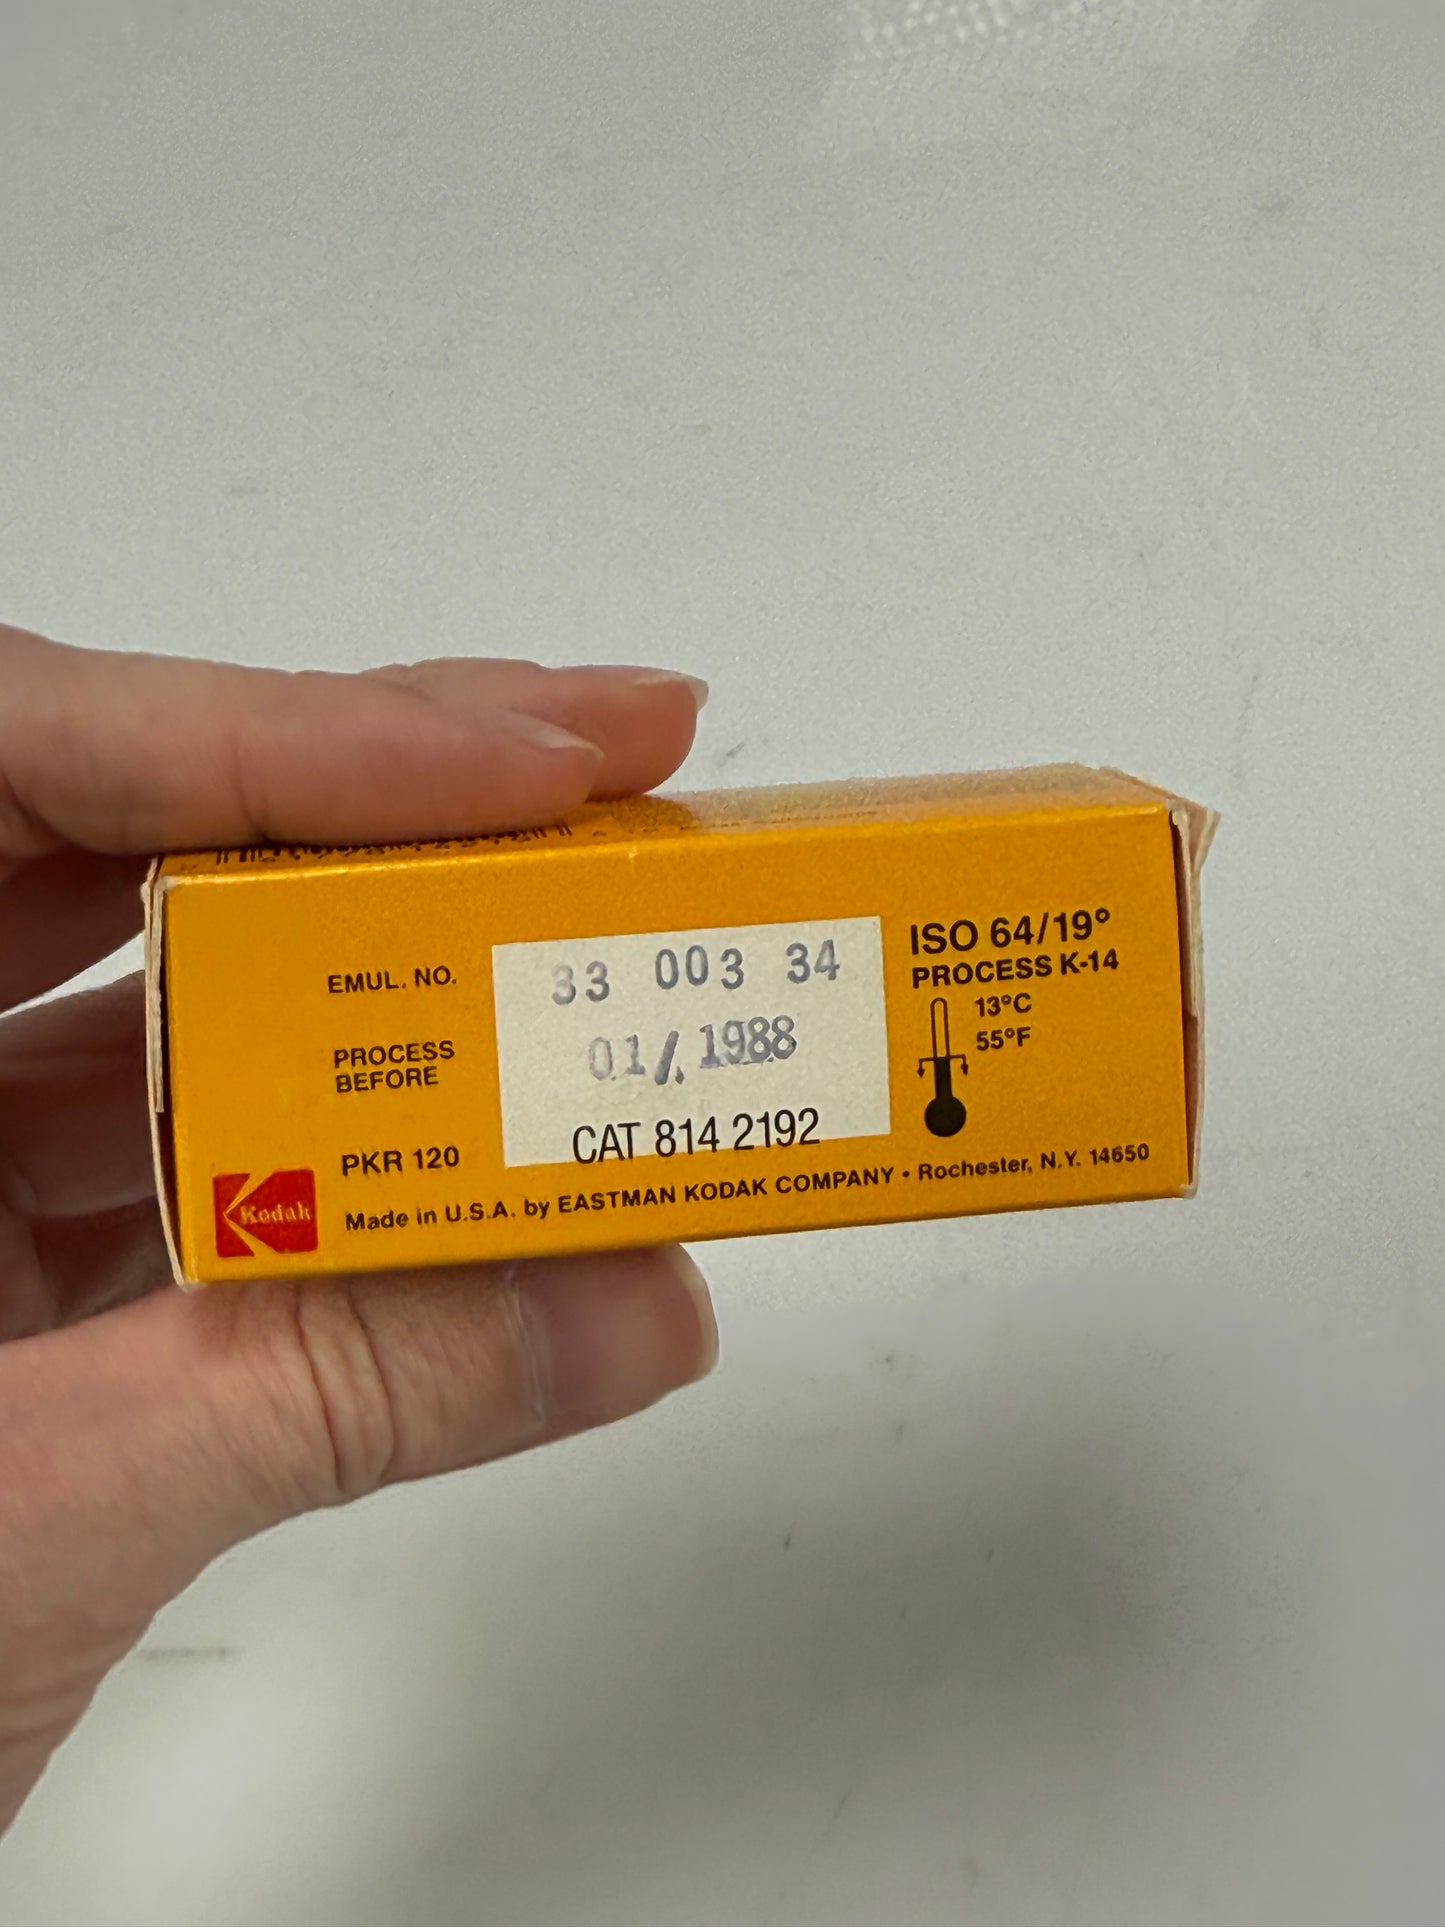 EMUL. NO. 33 003 34
ISO 64/19°
PROCESS K-14
13°C
55°F
PROCESS
BEFORE
01/. 1988
PKR 120
CAT 814 2192
Kodak
Made in U.S.A. by EASTMAN KODAK COMPANY • Rochester, N.Y. 14650